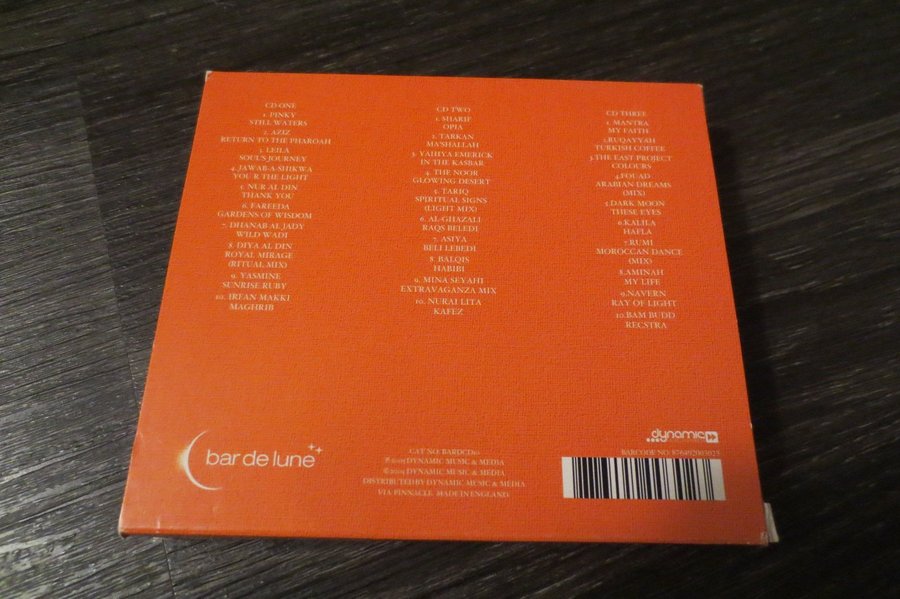 CD ONE
1. PINKY
STILL WATERS
2. AZIZ
RETURN TO THE PHAROAH
3. LEILA
SOUL'S JOURNEY
4. JAWAB-A-SHIKWA
YOU R THE LIGHT
5. NUR AL DIN
THANK YOU
6. FAREEDA
GARDENS OF WISDOM
7. DHANAB AL JADY
WILD WADI
8. DIYA AL DIN
ROYAL MIRAGE
(RITUAL MIX)
9. YASMINE
SUNRISE RUBY
10. IRFAN MAKKI
MAGHRIB
CD TWO
1. SHARIF
OPIA
2. TARKAN
MA'SHALLAH
3. YAHIYA EMERICK
IN THE KASBAR
4. THE NOOR
GLOWING DESERT
5. TARIQ
SPIRITUAL SIGNS
(LIGHT MIX)
6. AL-GHAZALI
RAQS BELEDI
7. ASIYA
BELI LEBEDI
8. BALQIS
HABIBI
9. MINA SEYAHI
EXTRAVAGANZA MIX
10. NURAI LITA
KAFEZ
CD THREE
1. MANTRA
MY FAITH
2.RUQAYYAH
TURKISH COFFEE
3.THE EAST PROJECT
COLOURS
4.FOUAD
ARABIAN DREAMS
(MIX)
5.DARK MOON
THESE EYES
6.KALILA
HAFLA
7.RUMI
MOROCCAN DANCE
(MIX)
8.AMINAH
MY LIFE
9.NAVERN
RAY OF LIGHT
10.BAM BUDD
RECSTRA
bar de lune
CAT NO:
℗ 2005 DYNAMIC MUSIC & MEDIA
© 2005 DYNAMIC MUSIC & MEDIA
DISTRIBUTED BY DYNAMIC MUSIC & MEDIA
VIA PINNACLE MADE IN ENGLAND
dynamic
BARCODE NO: